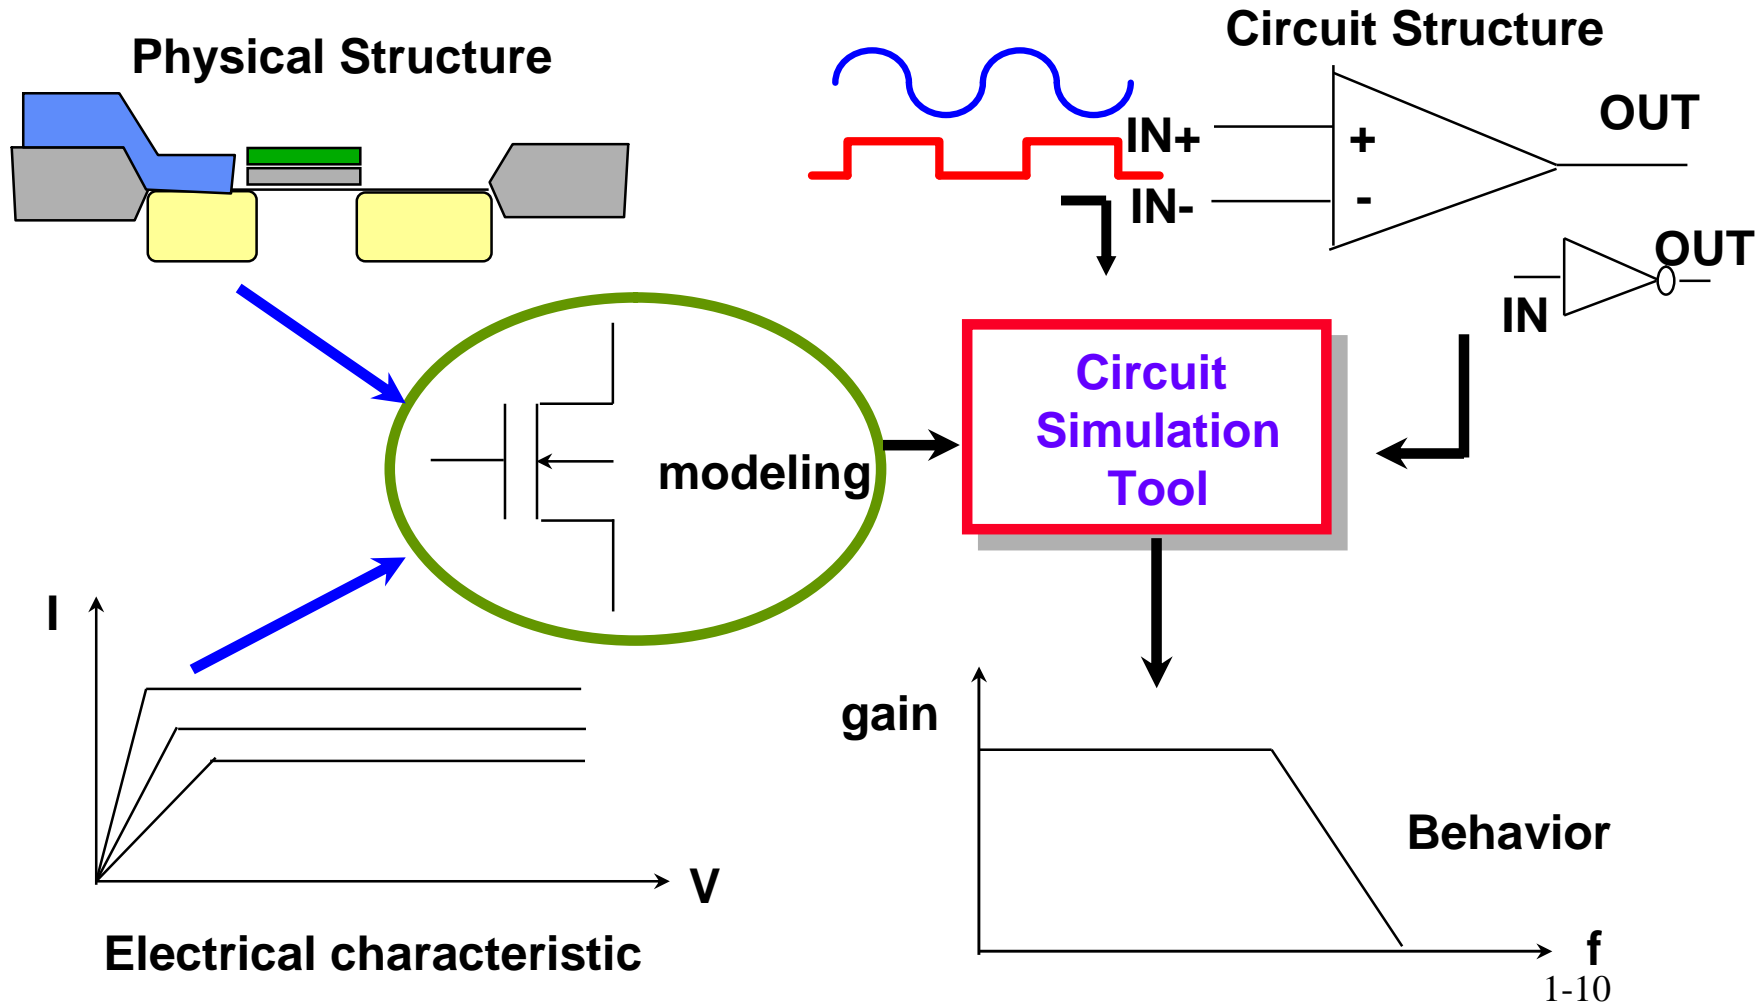 Physical Structure
Circuit Structure
IN+
+
OUT
IN-
-
OUT
IN
Circuit
Simulation
Tool
modeling
I
V
Electrical characteristic
gain
Behavior
f
1-10